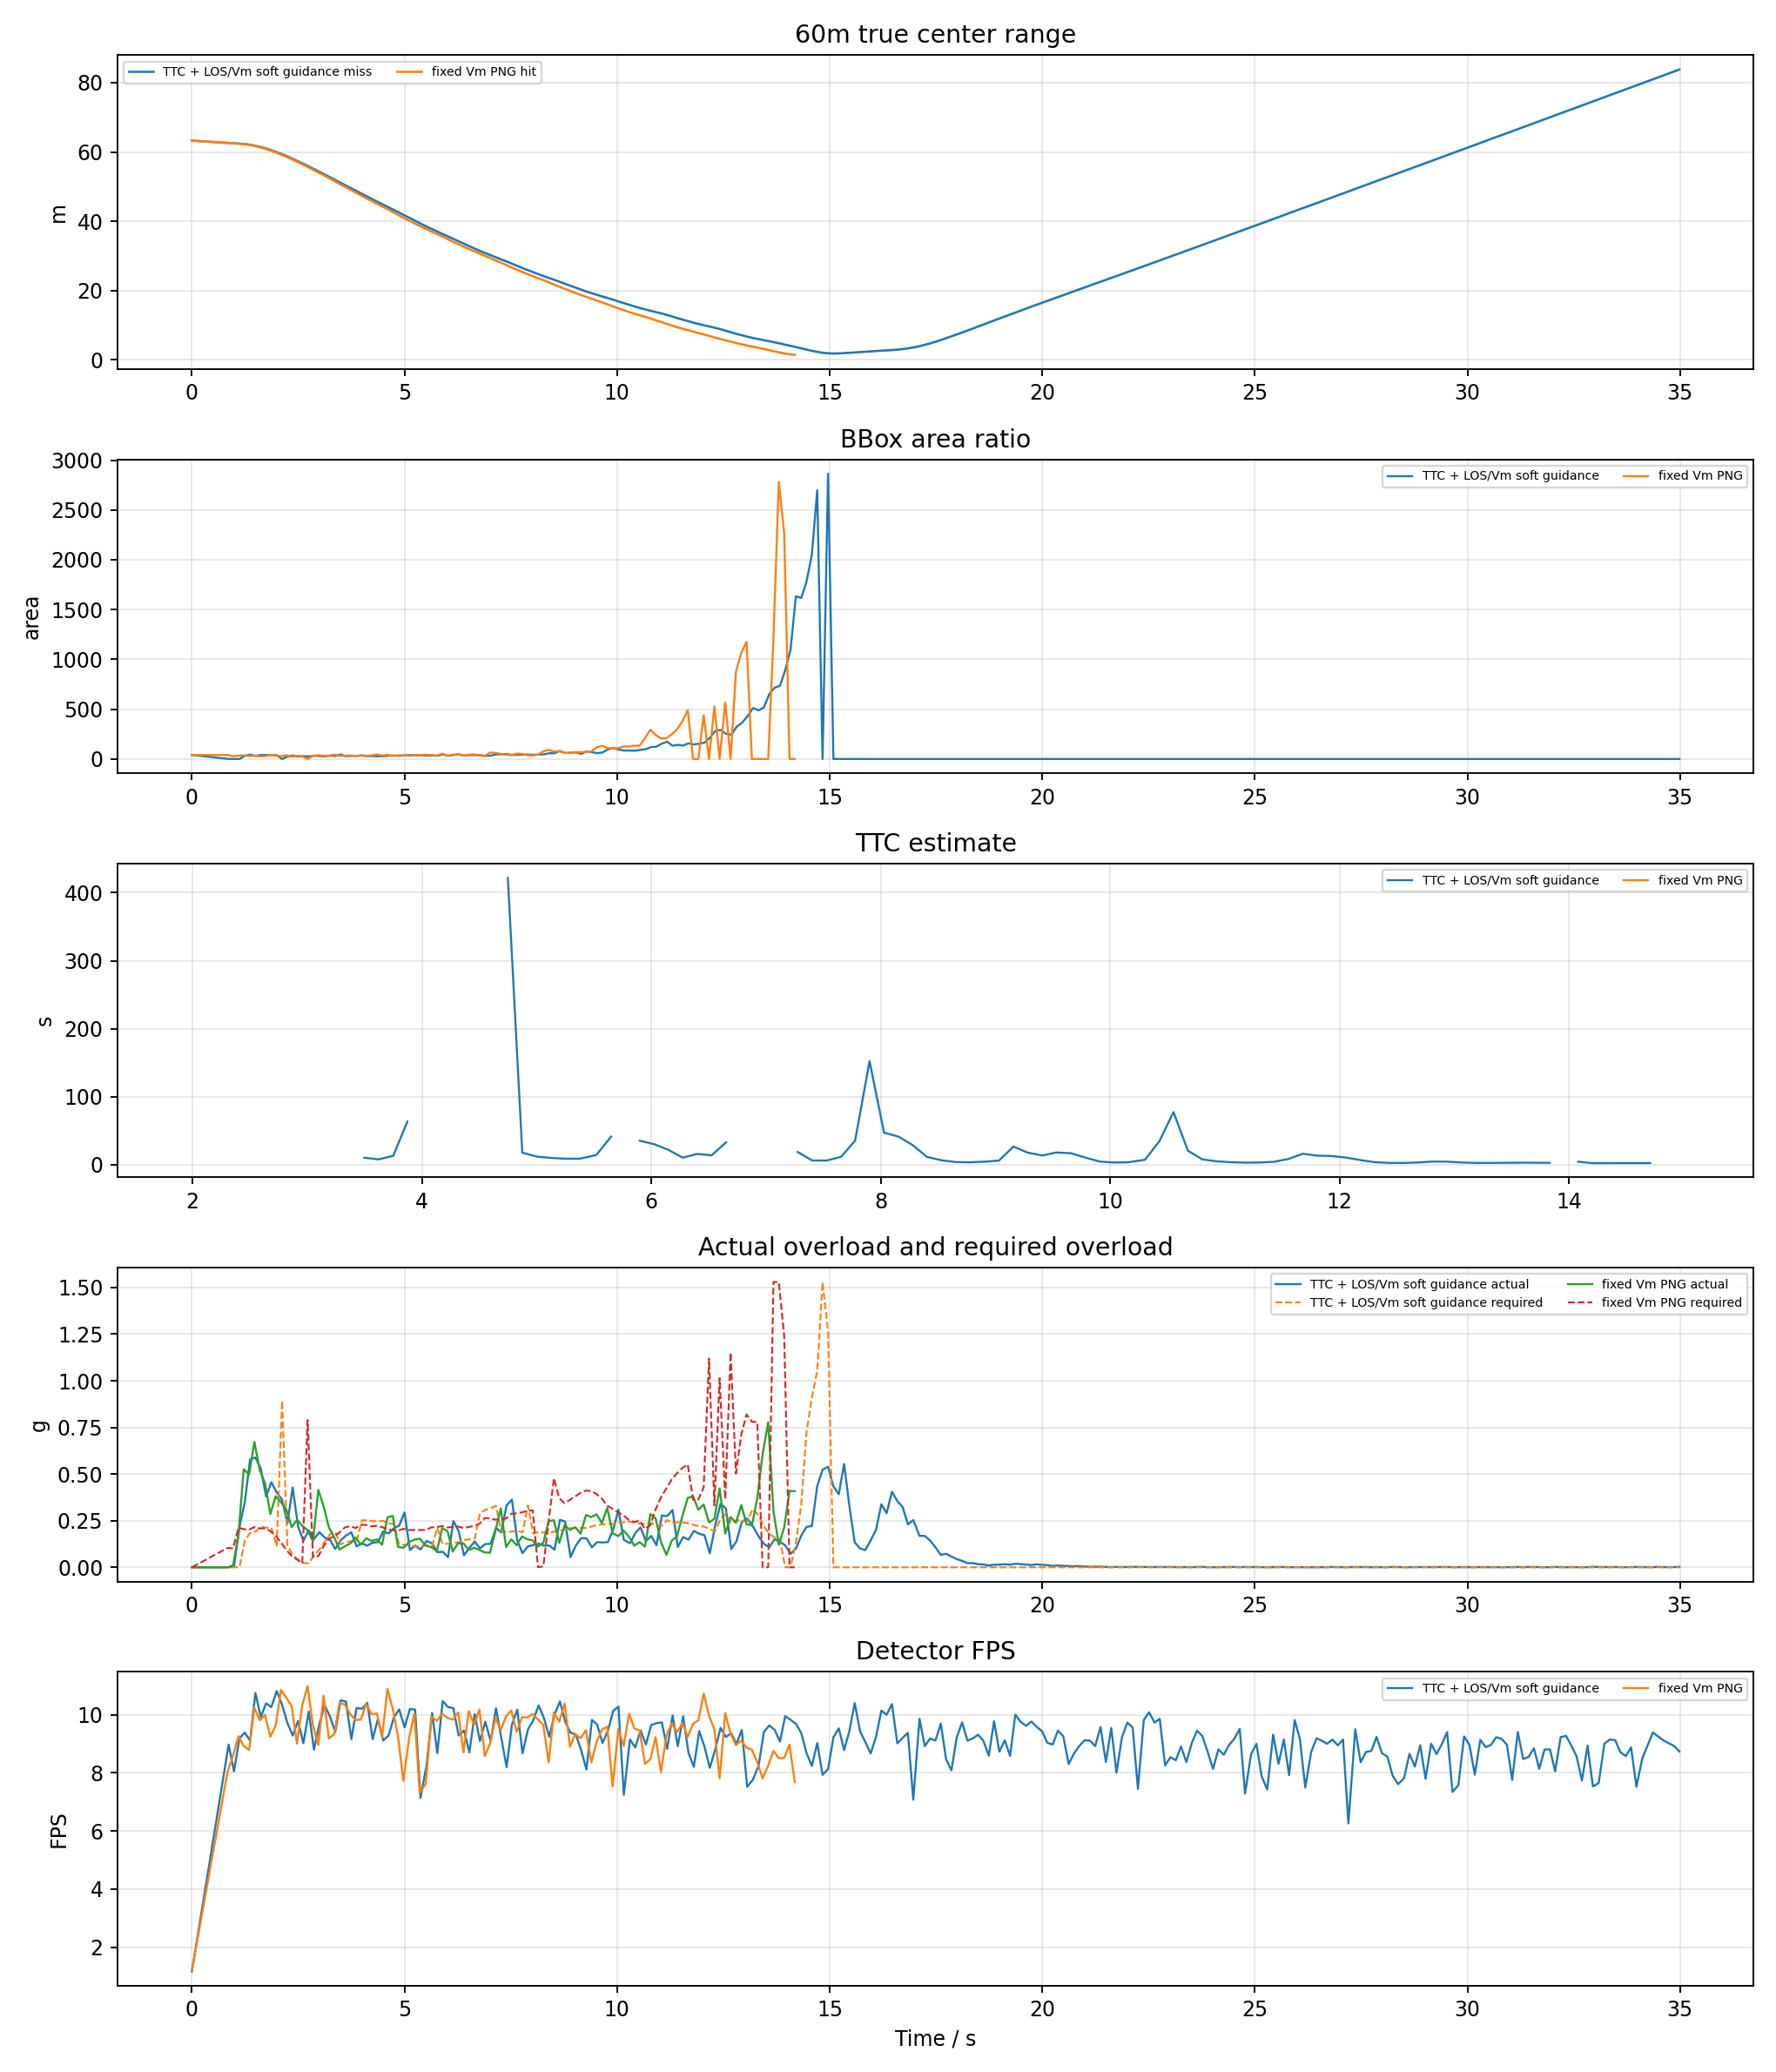 60m true center range
TTC + LOS/Vm soft guidance miss fixed Vm PNG hit
80
60
40
20
0
m
0 5 10 15 20 25 30 35
BBox area ratio
TTC + LOS/Vm soft guidance fixed Vm PNG
3000
2500
2000
1500
1000
500
0
area
0 5 10 15 20 25 30 35
TTC estimate
TTC + LOS/Vm soft guidance fixed Vm PNG
400
300
200
100
0
s
2 4 6 8 10 12 14
Actual overload and required overload
TTC + LOS/Vm soft guidance actual fixed Vm PNG actual
TTC + LOS/Vm soft guidance required fixed Vm PNG required
1.50
1.25
1.00
0.75
0.50
0.25
0.00
g
0 5 10 15 20 25 30 35
Detector FPS
TTC + LOS/Vm soft guidance fixed Vm PNG
10
8
6
4
2
FPS
0 5 10 15 20 25 30 35
Time / s